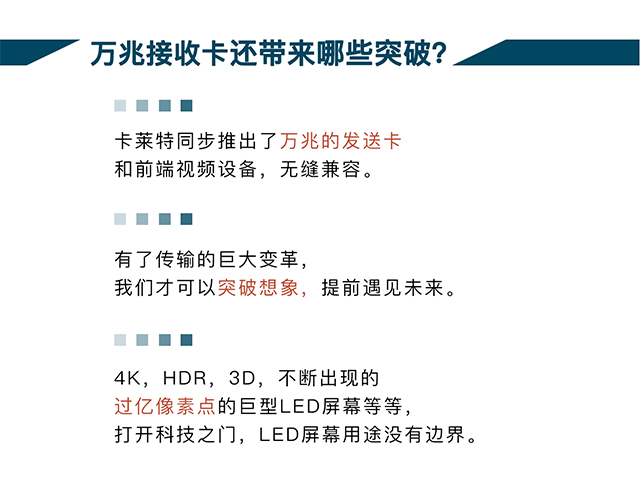 万兆接收卡还带来哪些突破？
卡莱特同步推出了万兆的发送卡
和前端视频设备，无缝兼容。
有了传输的巨大变革，
我们才可以突破想象，提前遇见未来。
4K，HDR，3D，不断出现的
过亿像素点的巨型LED屏幕等等，
打开科技之门，LED屏幕用途没有边界。